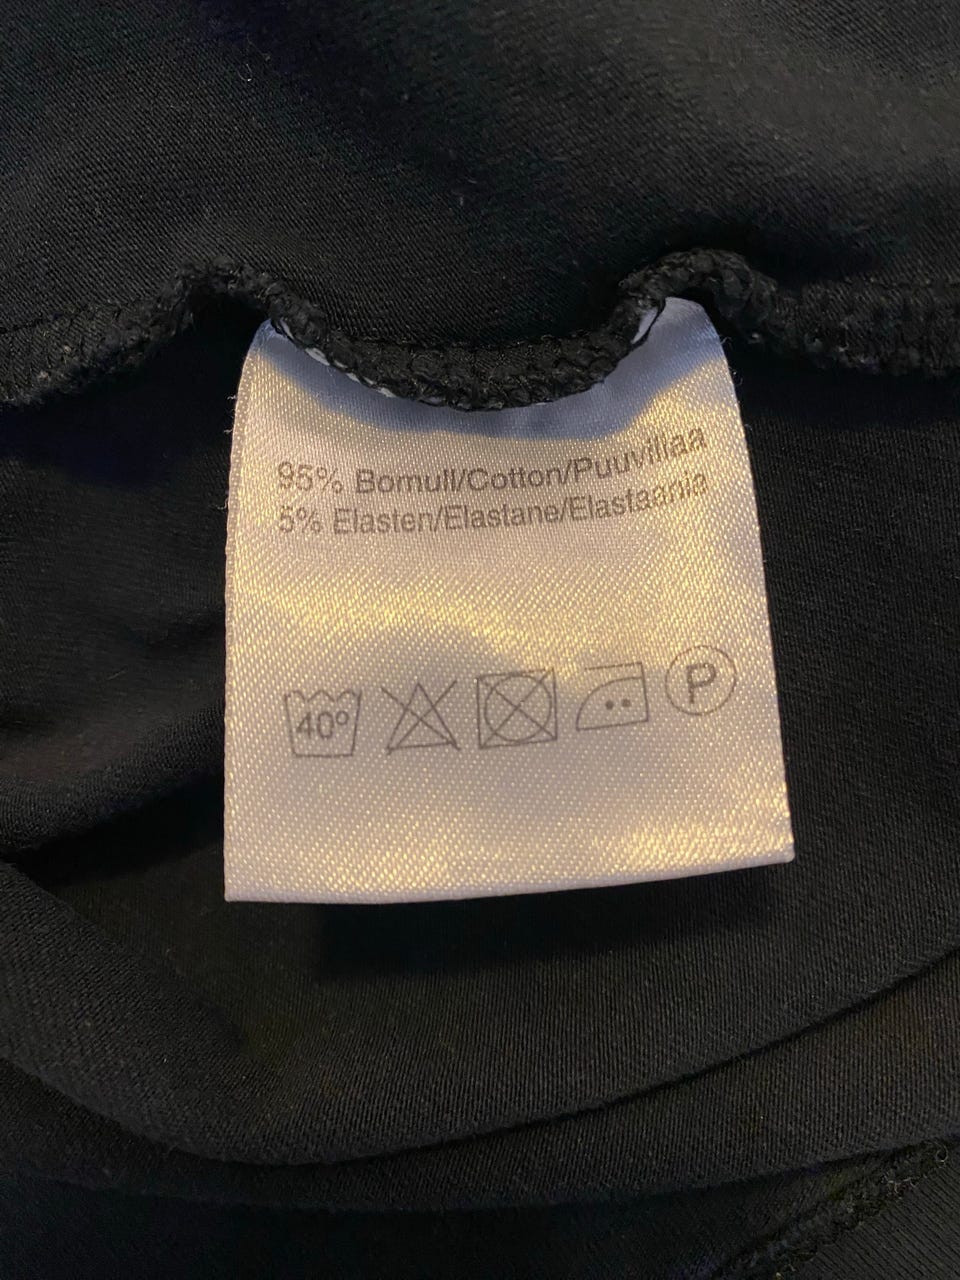 95% Bomull/Cotton/Puuvillaa
5% Elasten/Elastane/Elastaania
40° P